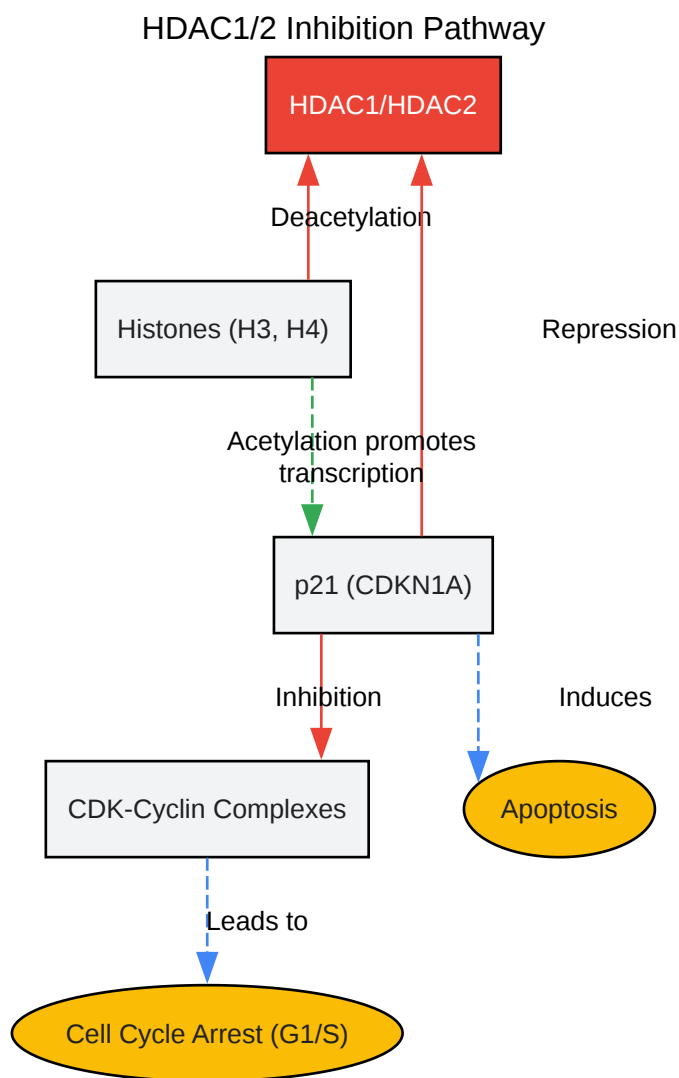 HDAC1/2 Inhibition Pathway
HDAC1/HDAC2
Deacetylation
Histones (H3, H4)
Repression
Acetylation promotes
transcription
p21 (CDKN1A)
Inhibition
Induces
CDK-Cyclin Complexes
Apoptosis
Leads to
Cell Cycle Arrest (G1/S)